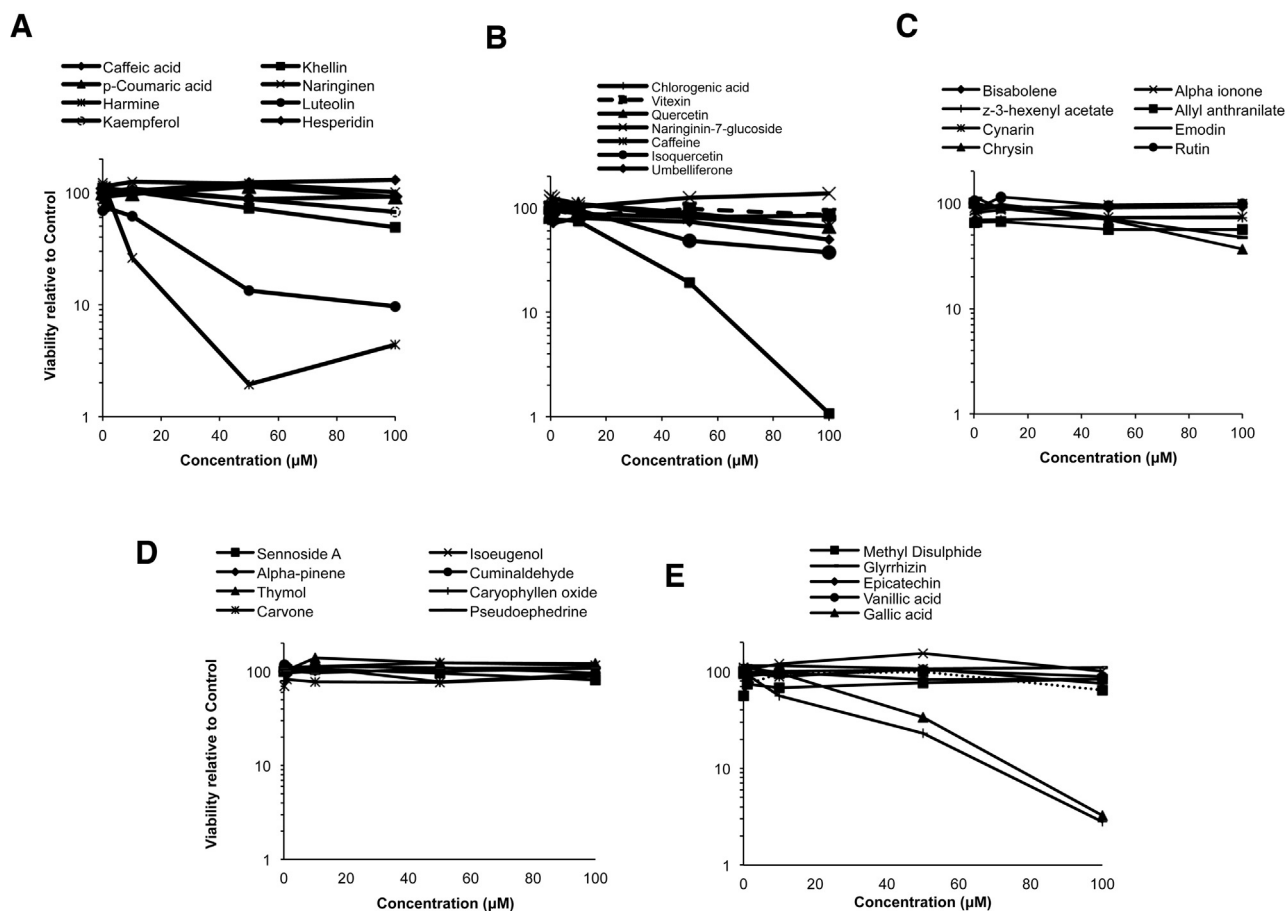 A
Caffeic acid
Khellin
p-Coumaric acid
Naringinen
Harmine
Luteolin
Kaempferol
Hesperidin
100
10
1
Viability relative to Control
0 20 40 60 80 100
Concentration (µM)
B
Chlorogenic acid
Vitexin
Quercetin
Naringinin-7-glucoside
Caffeine
Isoquercetin
Umbelliferone
100
10
1
0 20 40 60 80 100
Concentration (µM)
C
Bisabolene
Alpha ionone
z-3-hexenyl acetate
Allyl anthranilate
Cynarin
Emodin
Chrysin
Rutin
100
10
1
0 20 40 60 80 100
Concentration (µM)
D
Sennoside A
Isoeugenol
Alpha-pinene
Cuminaldehyde
Thymol
Caryophyllen oxide
Carvone
Pseudoephedrine
100
10
1
Viability relative to Control
0 20 40 60 80 100
Concentration (µM)
E
Methyl Disulphide
Glyrrhizin
Epicatechin
Vanillic acid
Gallic acid
100
10
1
0 20 40 60 80 100
Concentration (µM)